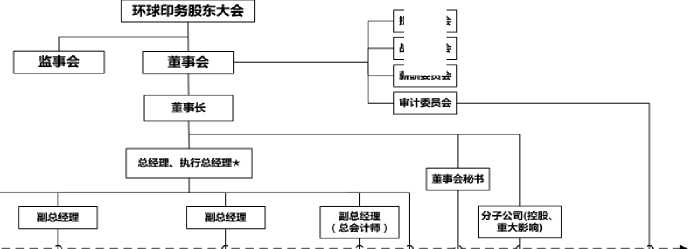 环球印务股东大会
监事会
董事会
审计委员会
董事长
总经理、执行总经理★
董事会秘书
副总经理
副总经理
副总经理
（总会计师）
分子公司(控股、
重大影响)